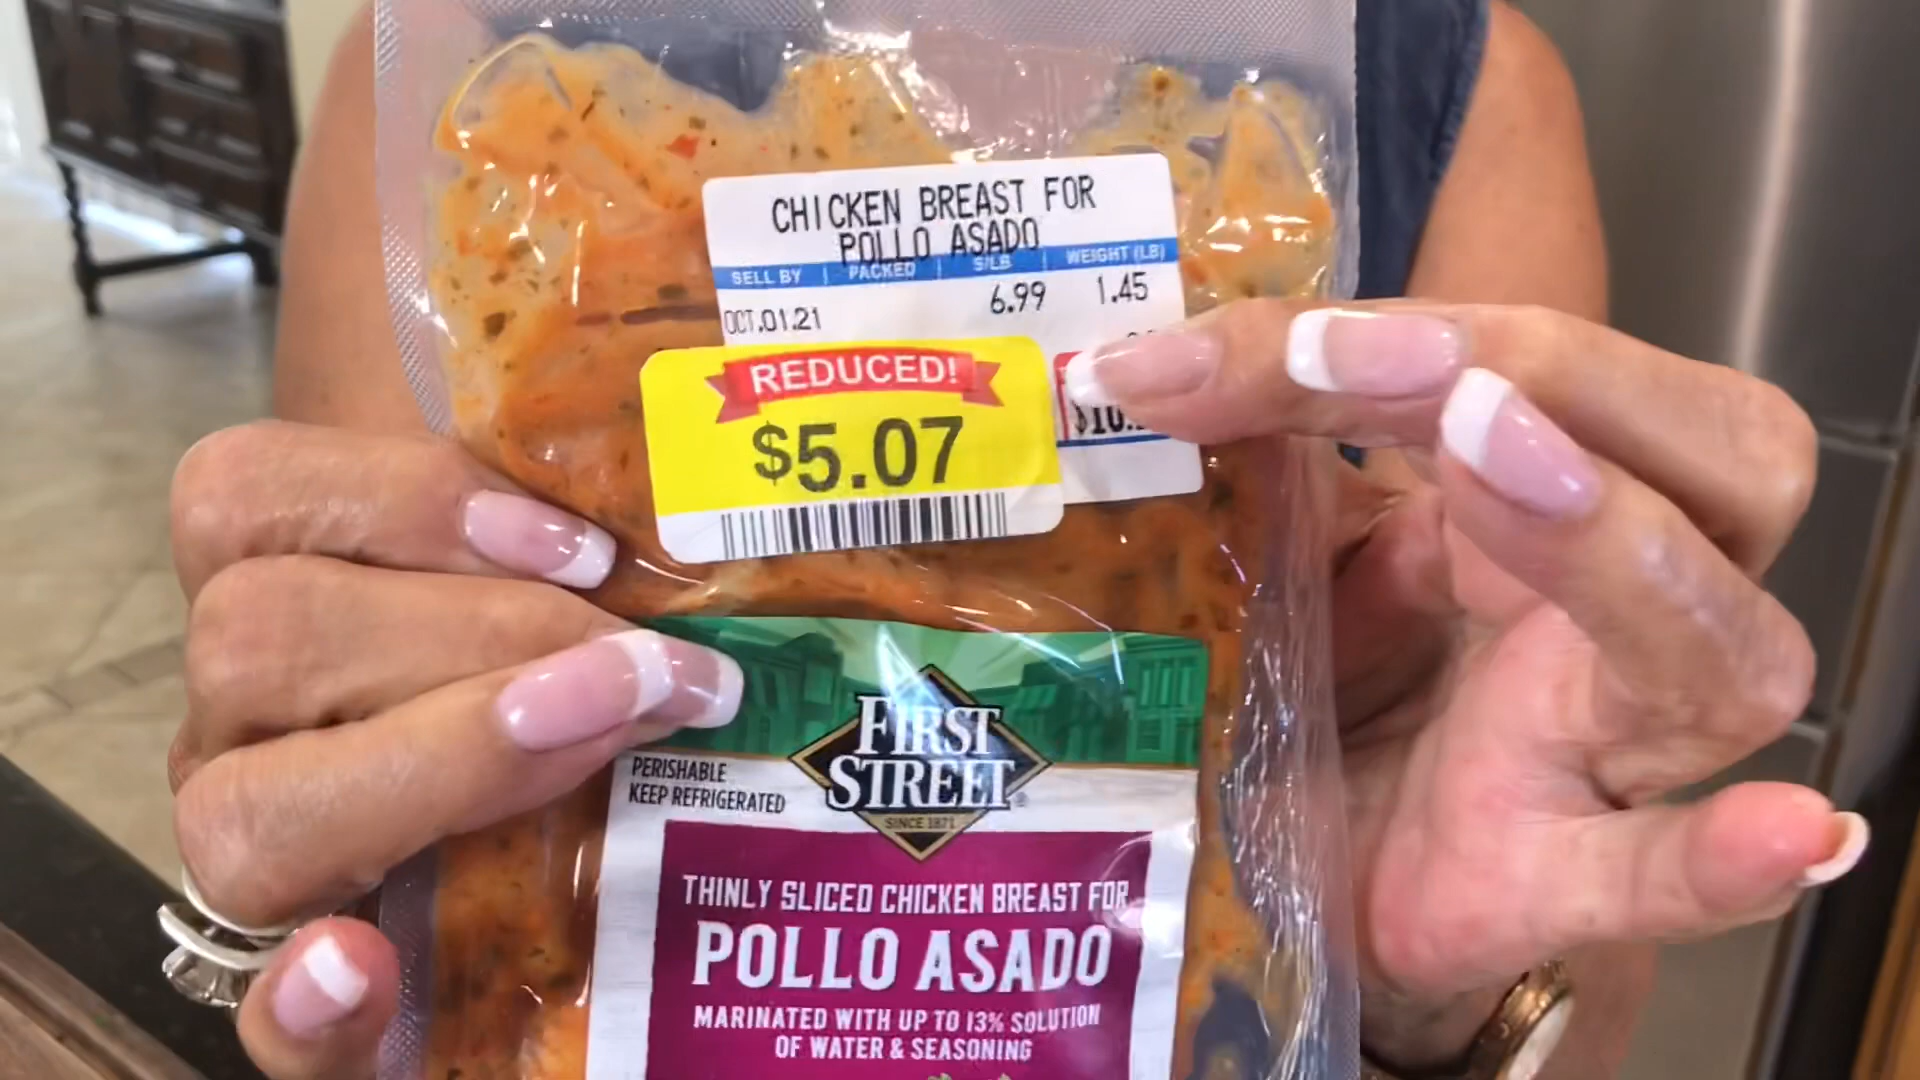 CHICKEN BREAST FOR
POLLO ASADO
SELL BY PACKED $/LB WEIGHT (LB)
OCT.01.21 6.99 1.45
REDUCED!
$5.07
FIRST
STREET®
SINCE 1871
PERISHABLE
KEEP REFRIGERATED
THINLY SLICED CHICKEN BREAST FOR
POLLO ASADO
MARINATED WITH UP TO 13% SOLUTION
OF WATER & SEASONING